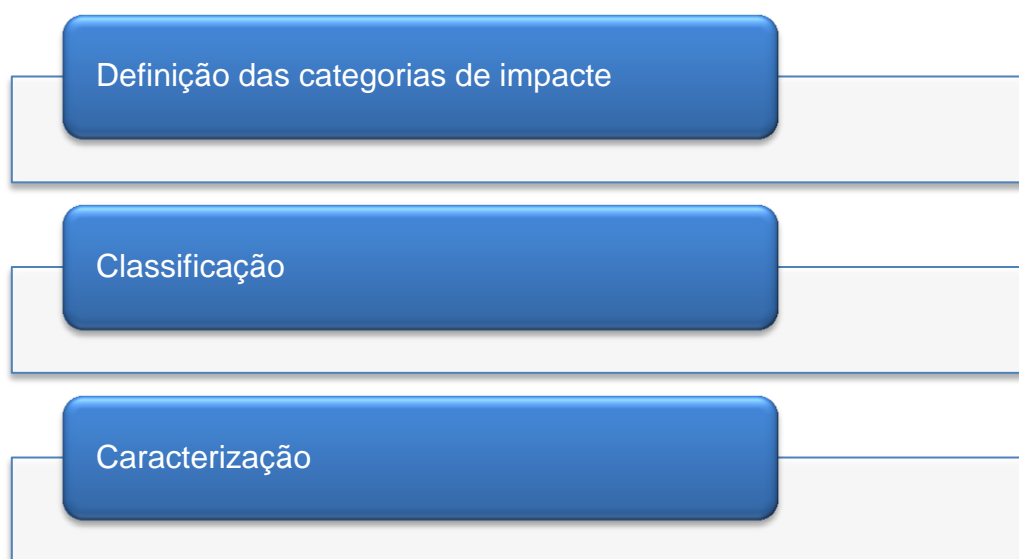 Definição das categorias de impacte
Classificação
Caracterização